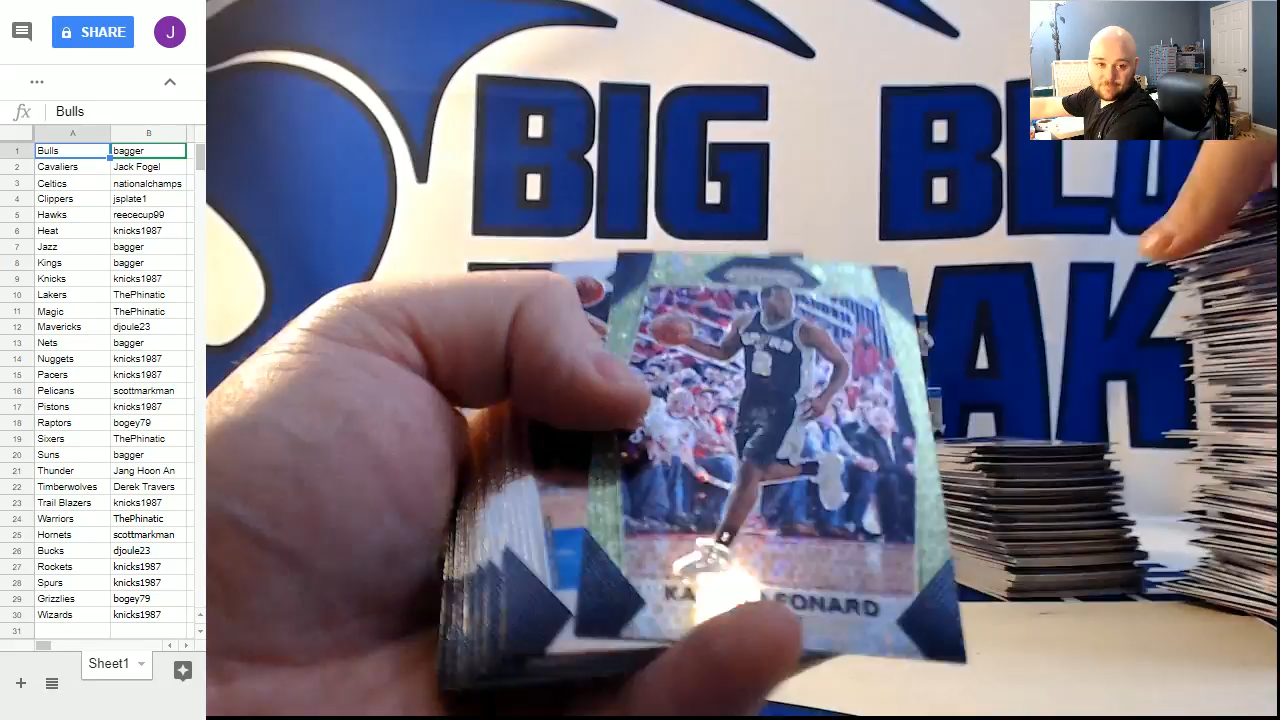 SHARE
J
...
fx Bulls
A B
1 Bulls bagger
2 Cavaliers Jack Fogel
3 Celtics nationalchamps
4 Clippers jsplate1
5 Hawks reececup99
6 Heat knicks1987
7 Jazz bagger
8 Kings bagger
9 Knicks knicks1987
10 Lakers ThePhinatic
11 Magic ThePhinatic
12 Mavericks djoule23
13 Nets bagger
14 Nuggets knicks1987
15 Pacers knicks1987
16 Pelicans scottmarkman
17 Pistons knicks1987
18 Raptors bogey79
19 Sixers ThePhinatic
20 Suns bagger
21 Thunder Jang Hoon An
22 Timberwolves Derek Travers
23 Trail Blazers knicks1987
24 Warriors ThePhinatic
25 Hornets scottmarkman
26 Bucks djoule23
27 Rockets knicks1987
28 Spurs knicks1987
29 Grizzlies bogey79
30 Wizards knicks1987
31
Sheet1
BIG BLU
AK
KA EONARD